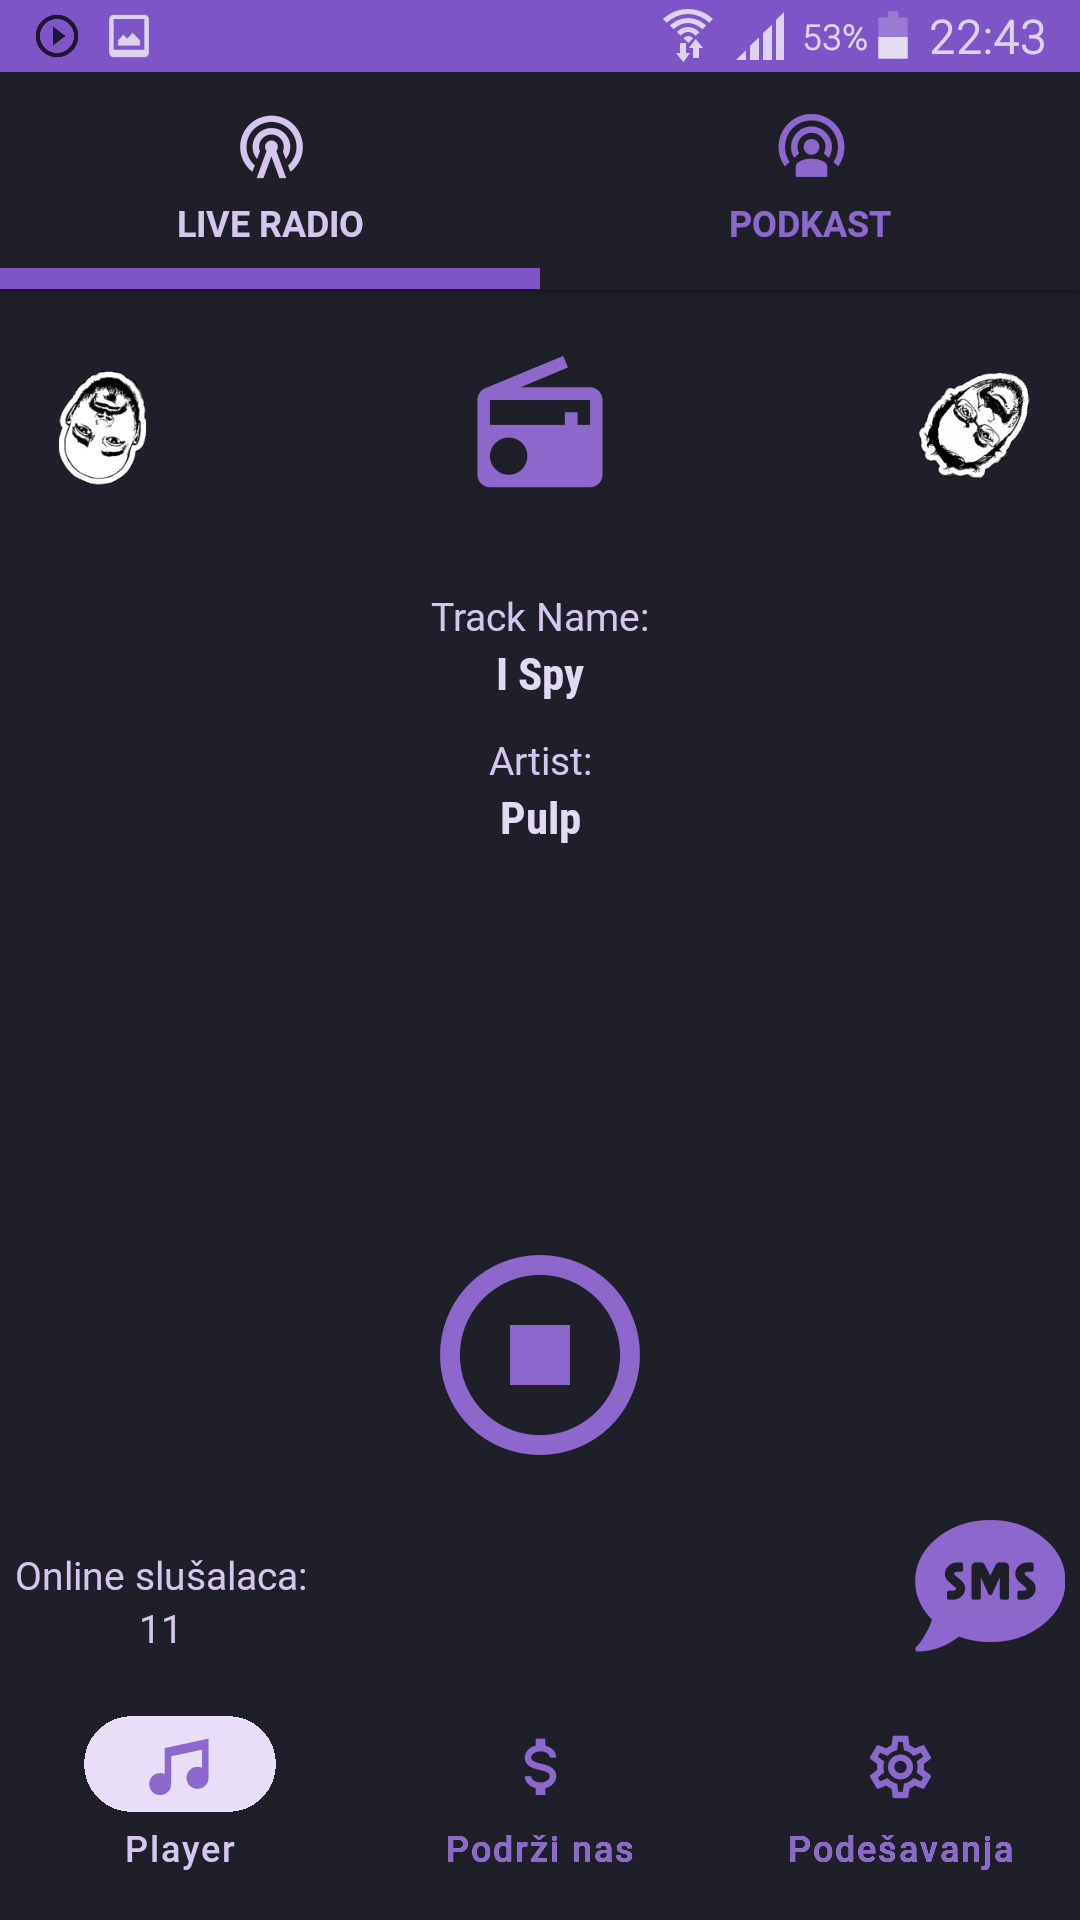 53% 22:43
LIVE RADIO PODKAST
Track Name:
I Spy
Artist:
Pulp
Online slušalaca:
11
SMS
Player Podrži nas Podešavanja